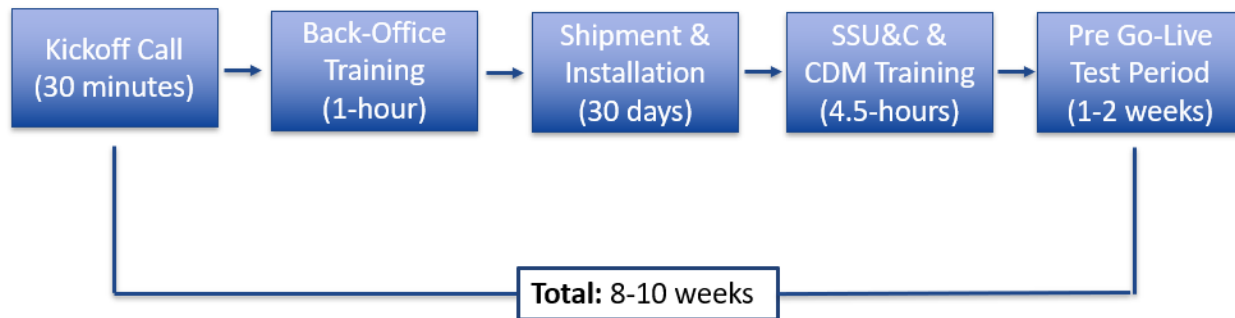 Kickoff Call
(30 minutes)
Back-Office
Training
(1-hour)
Shipment &
Installation
(30 days)
SSU&C &
CDM Training
(4.5-hours)
Pre Go-Live
Test Period
(1-2 weeks)
Total: 8-10 weeks